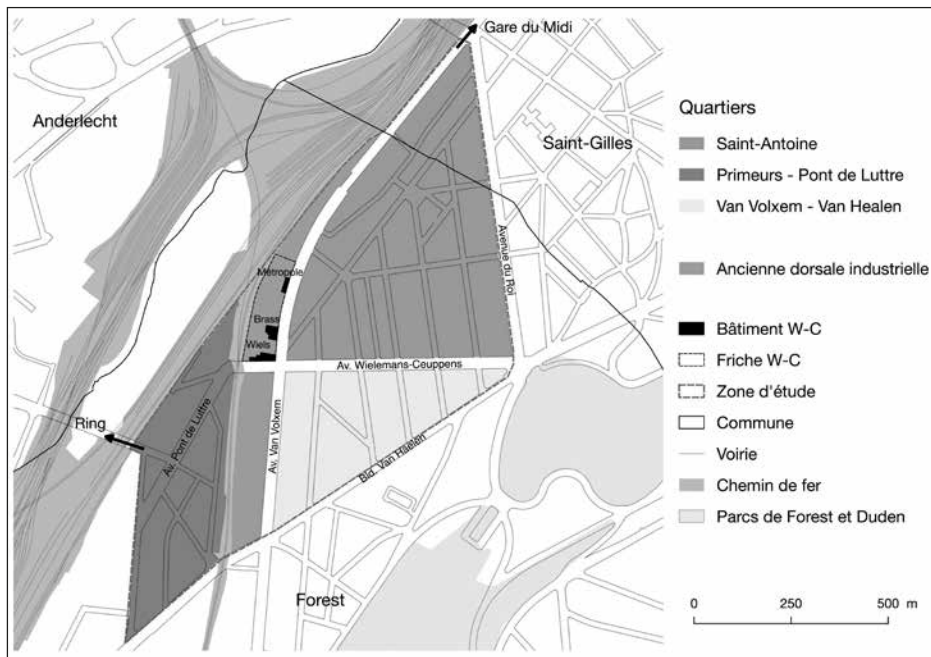 Gare du Midi
Anderlecht
Saint-Gilles
Avenue du Roi
Métropole
Brass
Wiels
Av. Wielemans-Ceuppens
Ring
Av. Pont de Luttre
Av. Van Volxem
Bld. Van Haelen
Forest
Quartiers
Saint-Antoine
Primeurs - Pont de Luttre
Van Volxem - Van Healen
Ancienne dorsale industrielle
Bâtiment W-C
Friche W-C
Zone d'étude
Commune
Voirie
Chemin de fer
Parcs de Forest et Duden
0 250 500 m